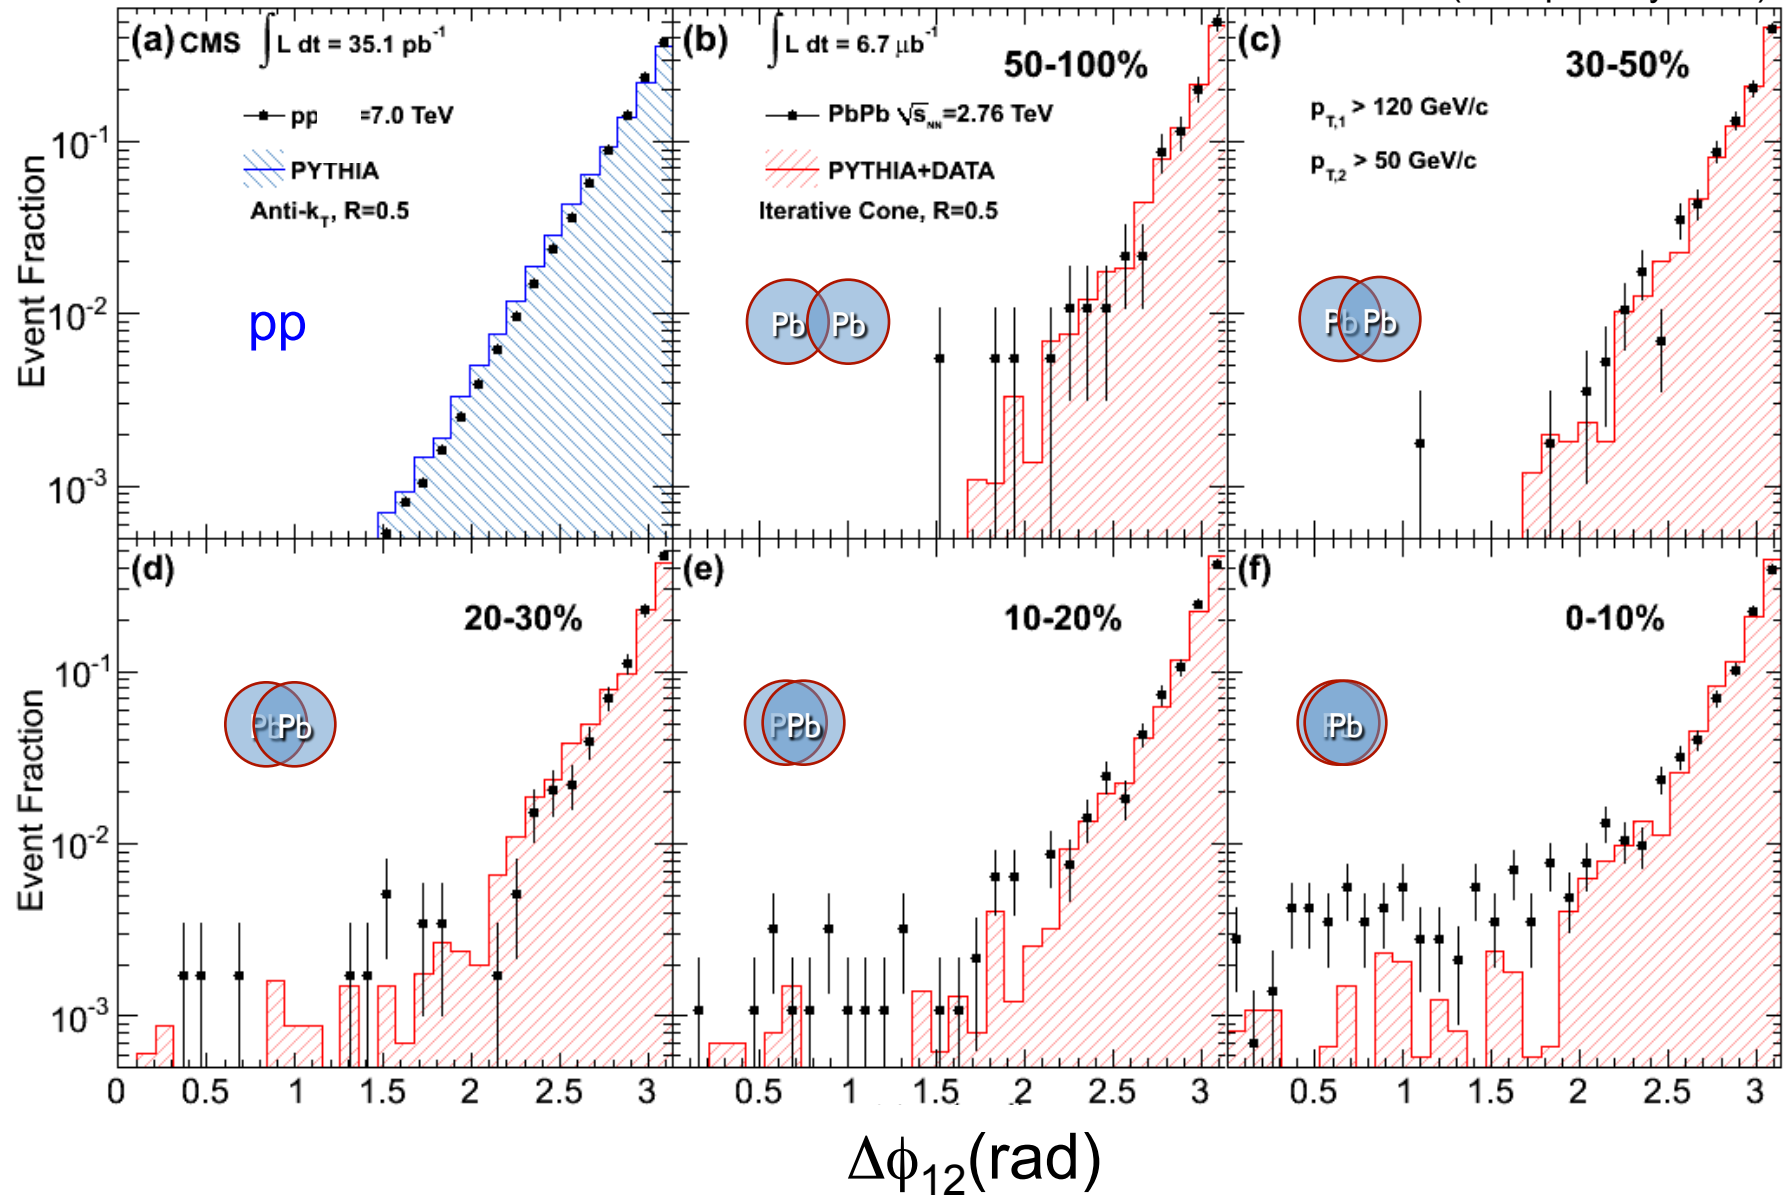 (a) CMS ∫ L dt = 35.1 pb⁻¹
pp =7.0 TeV
PYTHIA
Anti-k_T, R=0.5
pp
(b) ∫ L dt = 6.7 μb⁻¹
50-100%
PbPb √s_NN=2.76 TeV
PYTHIA+DATA
Iterative Cone, R=0.5
Pb Pb
(c)
30-50%
p_T,1 > 120 GeV/c
p_T,2 > 50 GeV/c
Pb Pb
Event Fraction
10⁻¹
10⁻²
10⁻³
(d)
20-30%
Pb Pb
(e)
10-20%
P Pb
(f)
0-10%
Pb
Event Fraction
10⁻¹
10⁻²
10⁻³
0 0.5 1 1.5 2 2.5 3 0.5 1 1.5 2 2.5 3 0.5 1 1.5 2 2.5 3
Δϕ₁₂(rad)